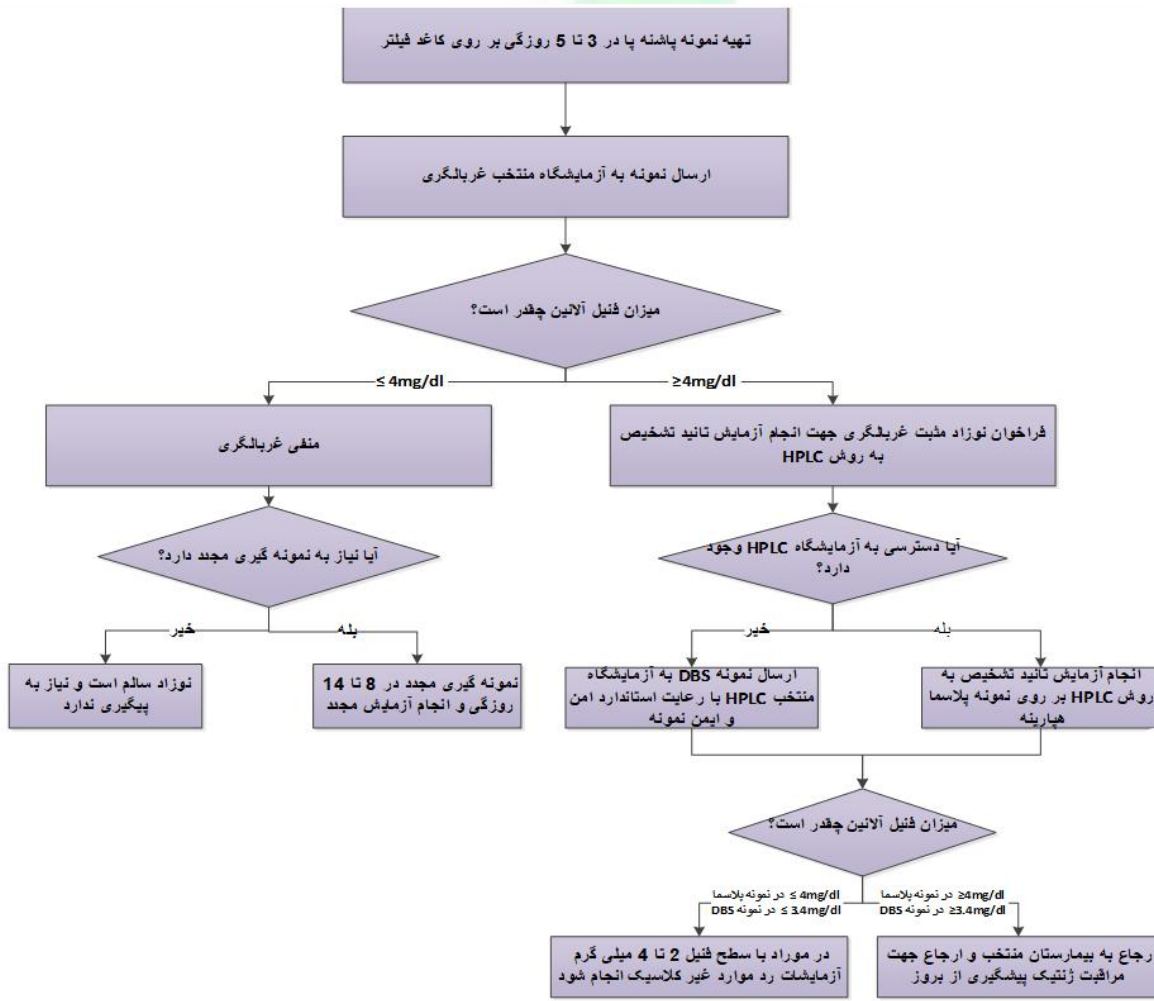 تهیه نمونه پاشنه پا در 3 تا 5 روزگی بر روی کاغد فیلتر
ارسال نمونه به آزمایشگاه منتخب غربالگری
میزان فنیل آلانین چقدر است؟
≥4mg/dl
≤ 4mg/dl
فراخوان نوزاد مثبت غربالگری جهت انجام آزمایش تائید تشخیص
به روش HPLC
منفی غربالگری
آیا دسترسی به آزمایشگاه HPLC وجود
دارد؟
آیا نیاز به نمونه گیری مجدد دارد؟
بله
خیر
بله
خیر
انجام آزمایش تائید تشخیص به
روش HPLC بر روی نمونه پلاسما
هپارینه
ارسال نمونه DBS به آزمایشگاه
منتخب HPLC با رعایت استاندارد امن
و ایمن نمونه
نمونه گیری مجدد در 8 تا 14
روزگی و انجام آزمایش مجدد
نوزاد سالم است و نیاز به
پیگیری ندارد
میزان فنیل آلانین چقدر است؟
≥4mg/dl در نمونه پلاسما
≥3.4mg/dl در نمونه DBS
≤ 4mg/dl در نمونه پلاسما
≤ 3.4mg/dl در نمونه DBS
رجاع به بیمارستان منتخب و ارجاع جهت
مراقبت ژنتیک پیشگیری از بروز
در موراد با سطح فنیل 2 تا 4 میلی گرم
آزمایشات رد موارد غیر کلاسیک انجام شود